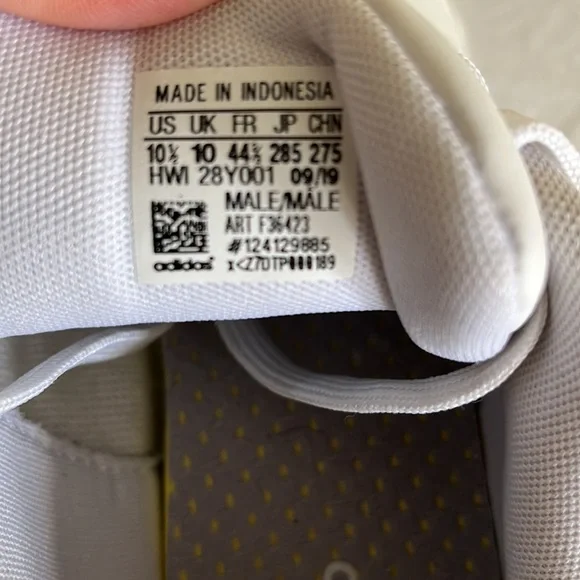 MADE IN INDONESIA
US UK FR JP CHN
10½ 10 44⅔ 285 275
HWI 28Y001 09/19
MALE/MÂLE
ART F36423
#124129885
adidas